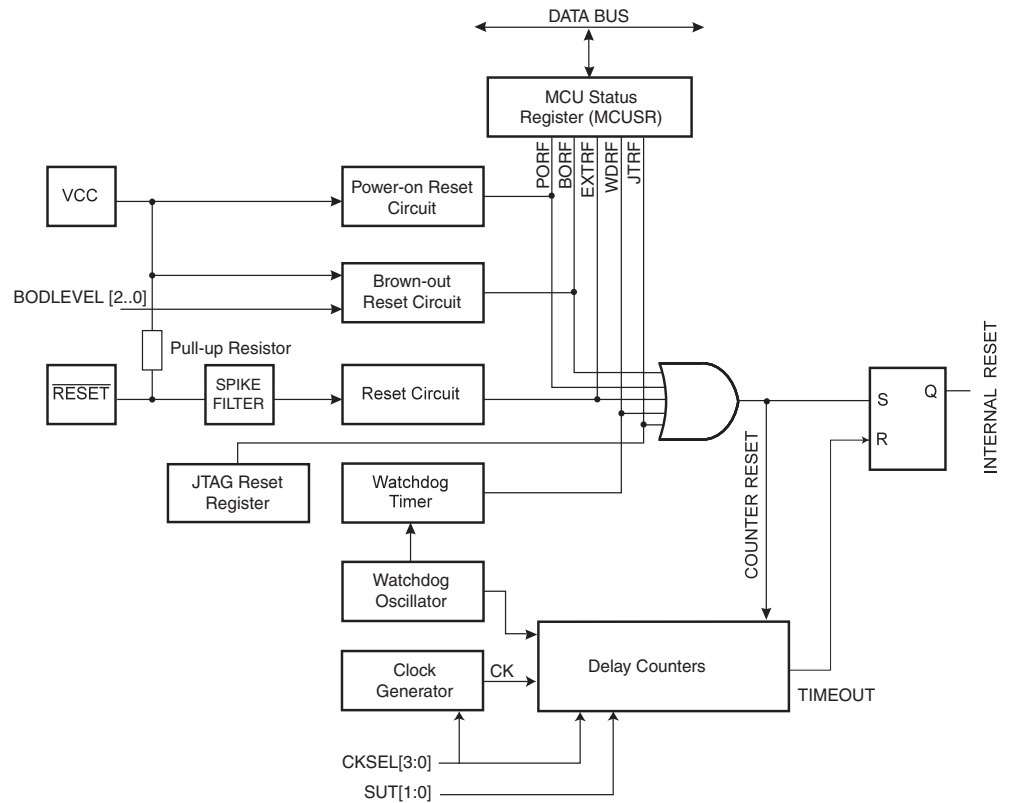 DATA BUS
MCU Status
Register (MCUSR)
PORF
BORF
EXTRF
WDRF
JTRF
VCC
Power-on Reset
Circuit
Brown-out
Reset Circuit
BODLEVEL [2..0]
Pull-up Resistor
RESET
SPIKE
FILTER
Reset Circuit
JTAG Reset
Register
Watchdog
Timer
Watchdog
Oscillator
Clock
Generator
CK
Delay Counters
CKSEL[3:0]
SUT[1:0]
COUNTER RESET
TIMEOUT
S
R
Q
INTERNAL RESET